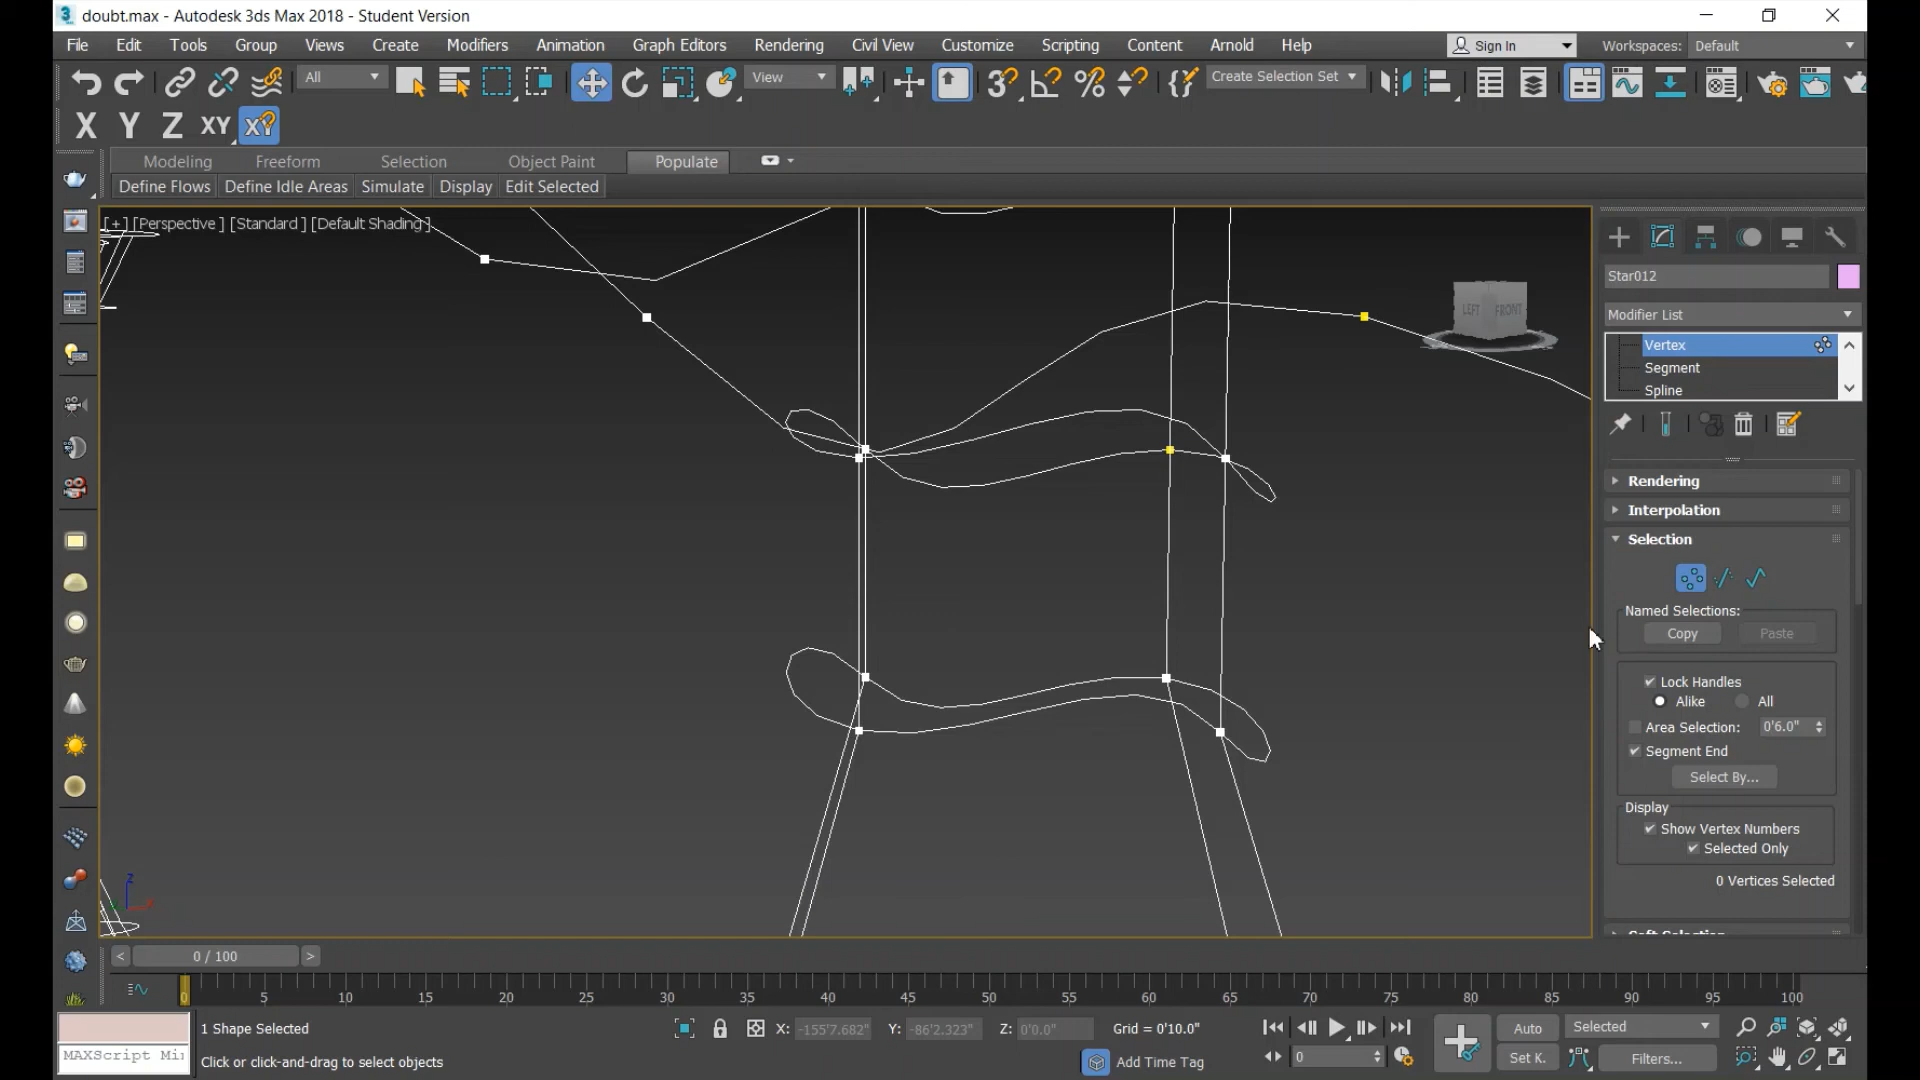 doubt.max - Autodesk 3ds Max 2018 - Student Version
File Edit Tools Group Views Create Modifiers Animation Graph Editors Rendering Civil View Customize Scripting Content Arnold Help Sign In Workspaces: Default
All View Create Selection Set
X Y Z XY XY
Modeling Freeform Selection Object Paint Populate
Define Flows Define Idle Areas Simulate Display Edit Selected
[+] [Perspective ] [Standard ] [Default Shading ]
LEFT FRONT
Star012
Modifier List
Vertex
Segment
Spline
Rendering
Interpolation
Selection
Named Selections:
Copy Paste
Lock Handles
Alike All
Area Selection: 0'6.0"
Segment End
Select By...
Display
Show Vertex Numbers
Selected Only
0 Vertices Selected
Soft Selection
z
< 0 / 100 >
0 5 10 15 20 25 30 35 40 45 50 55 60 65 70 75 80 85 90 95 100
1 Shape Selected X: -155'7.682" Y: -86'2.323" Z: 0'0.0" Grid = 0'10.0" Auto Selected
MAXScript Mi: Click or click-and-drag to select objects Add Time Tag 0 Set K. Filters...